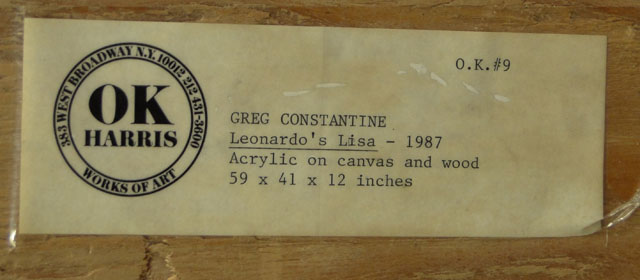 383 WEST BROADWAY N.Y. 10012 212 431-3600
OK
HARRIS
WORKS OF ART
O.K.#9
GREG CONSTANTINE
Leonardo's Lisa - 1987
Acrylic on canvas and wood
59 x 41 x 12 inches